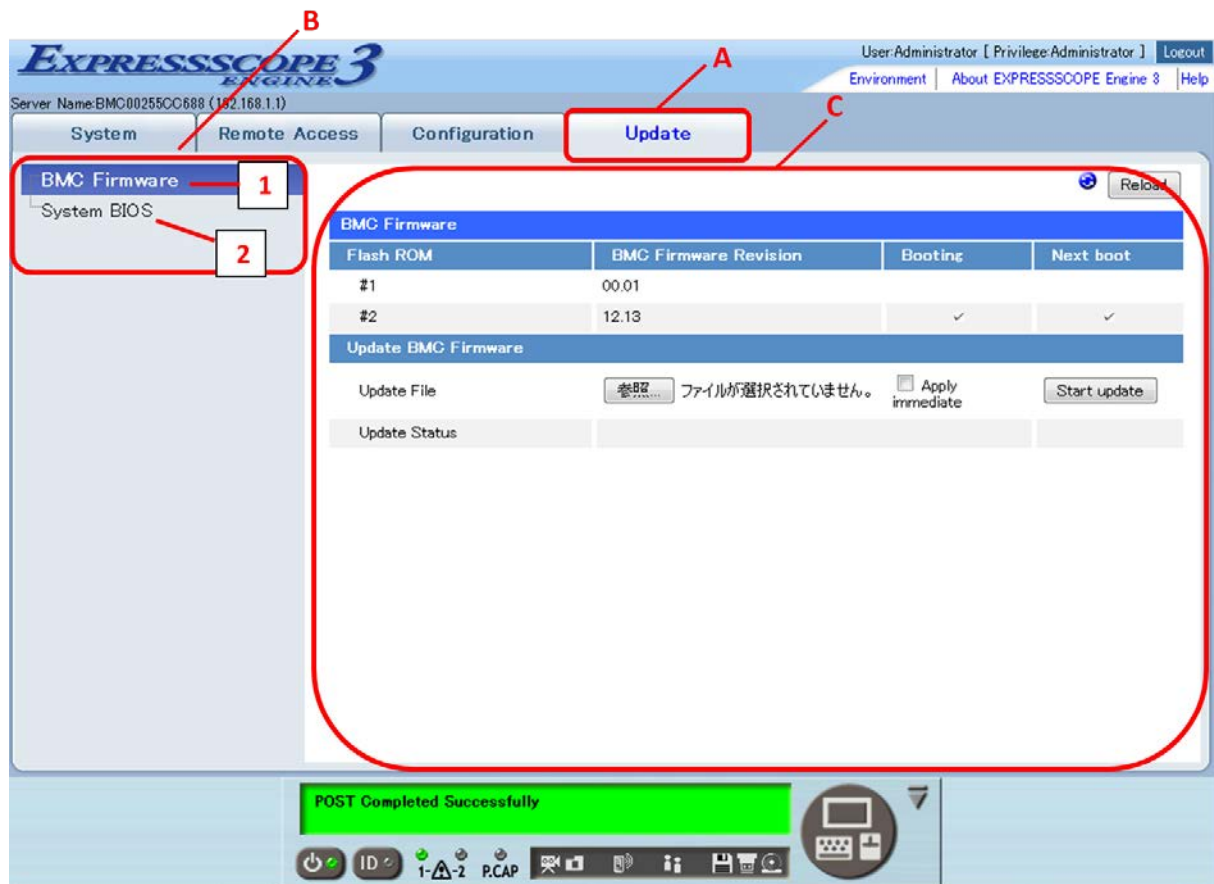 B
EXPRESSSCOPE 3
ENGINE
User:Administrator [ Privilege:Administrator ] Logout
A
Environment About EXPRESSSCOPE Engine 3 Help
Server Name:BMC00255CC688 (192.168.1.1)
C
System Remote Access Configuration Update
BMC Firmware 1
Reload
System BIOS
2
BMC Firmware
Flash ROM BMC Firmware Revision Booting Next boot
#1 00.01
#2 12.13 ✓ ✓
Update BMC Firmware
Update File 参照... ファイルが選択されていません。 Apply immediate Start update
Update Status
POST Completed Successfully
ID 1-⚠-2 P.CAP